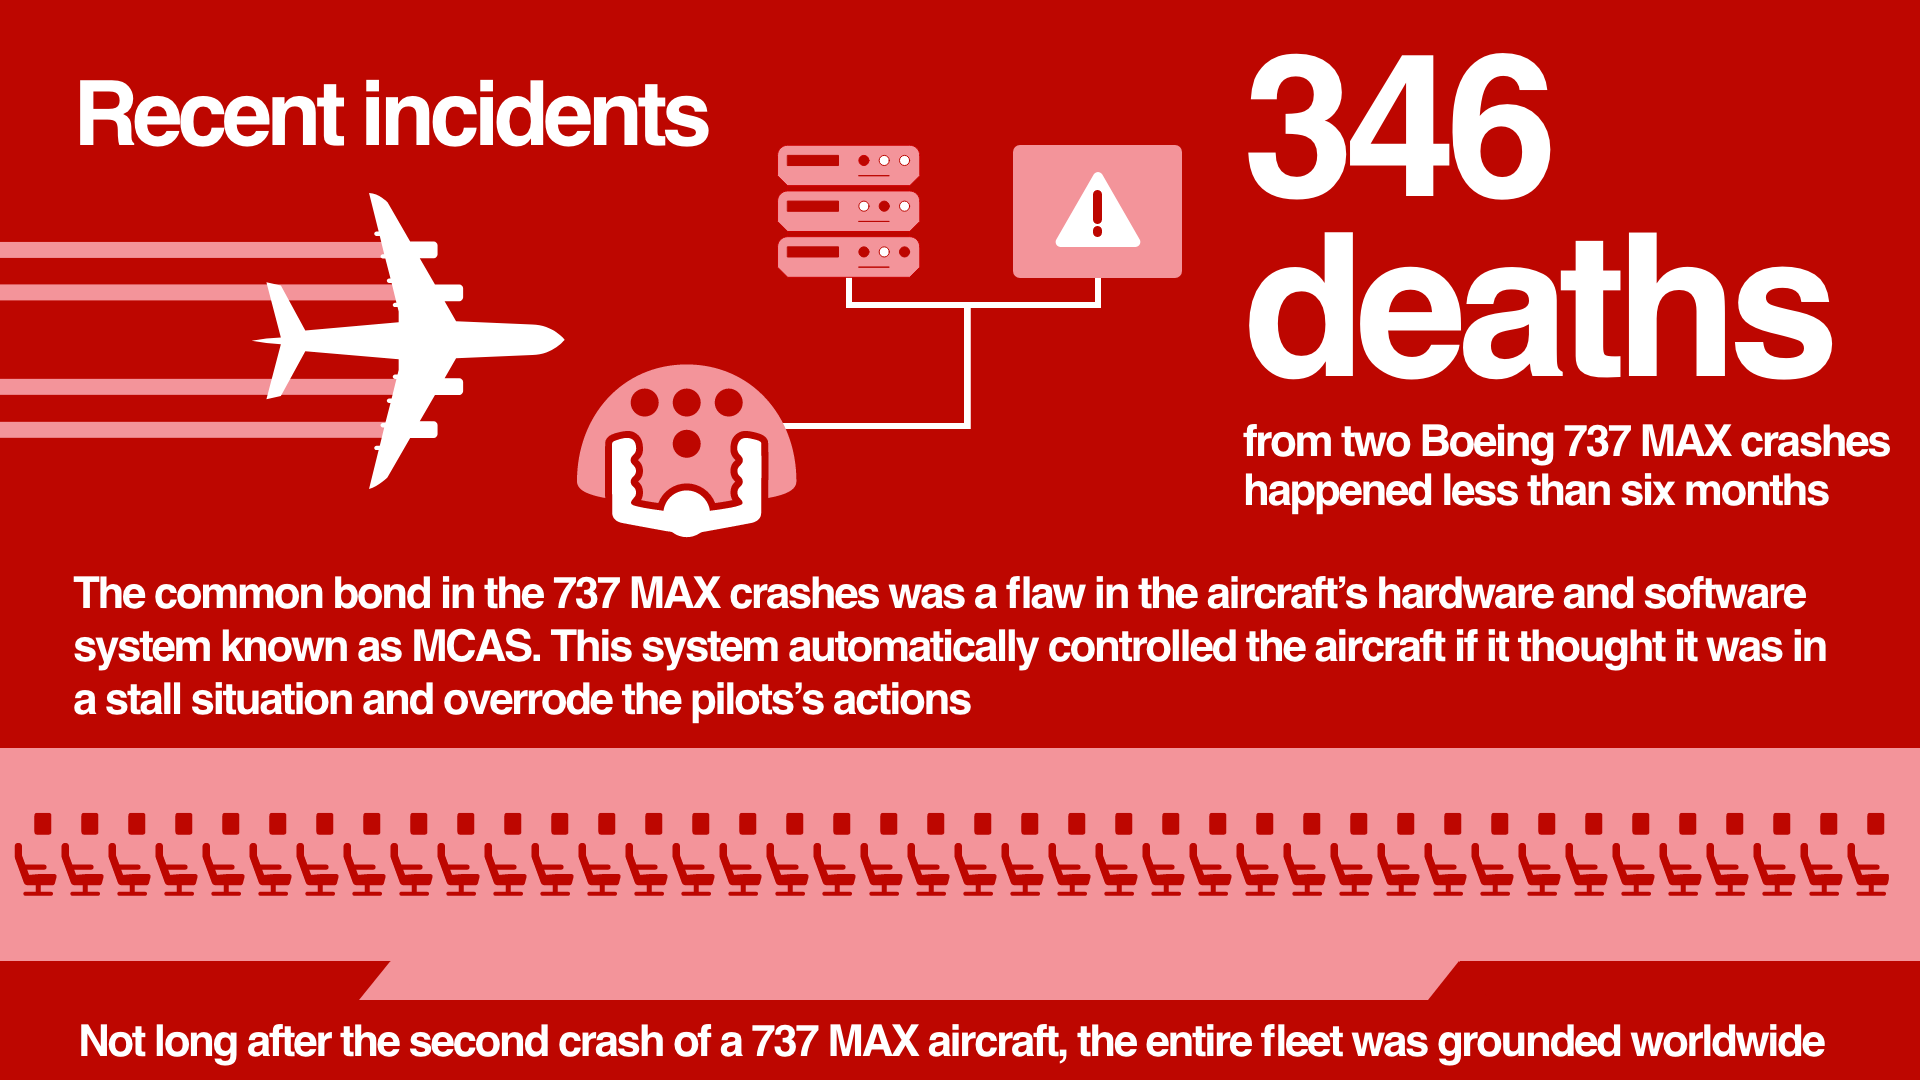 Recent incidents
346
deaths
from two Boeing 737 MAX crashes
happened less than six months
The common bond in the 737 MAX crashes was a flaw in the aircraft’s hardware and software
system known as MCAS. This system automatically controlled the aircraft if it thought it was in
a stall situation and overrode the pilots’s actions
Not long after the second crash of a 737 MAX aircraft, the entire fleet was grounded worldwide